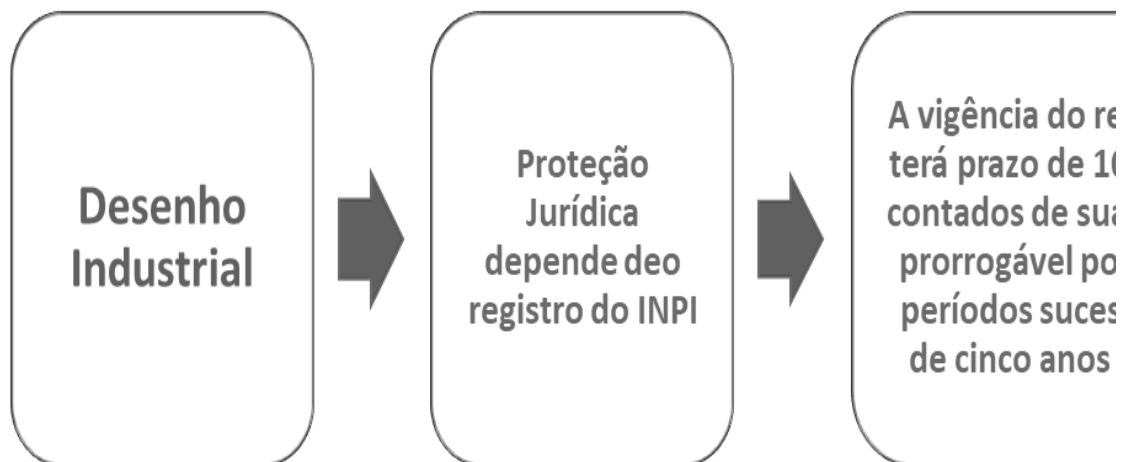 Desenho
Industrial
Proteção
Jurídica
depende deo
registro do INPI
A vigência do
terá prazo de
contados de
prorrogável
períodos
de cinco anos